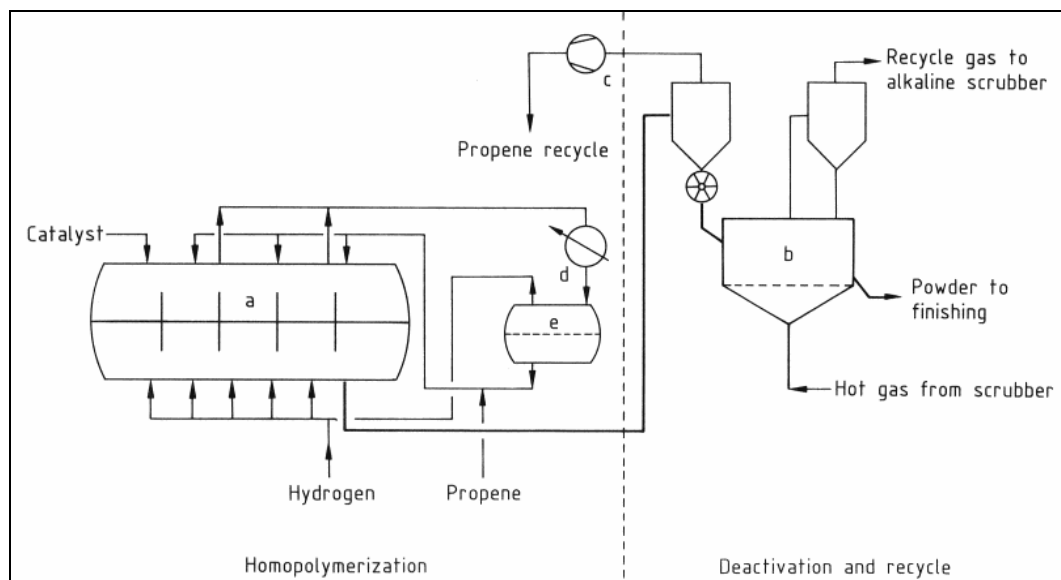 c
Recycle gas to
alkaline scrubber
Propene recycle
Catalyst
a
d
e
b
Powder to
finishing
Hot gas from scrubber
Hydrogen
Propene
Homopolymerization
Deactivation and recycle